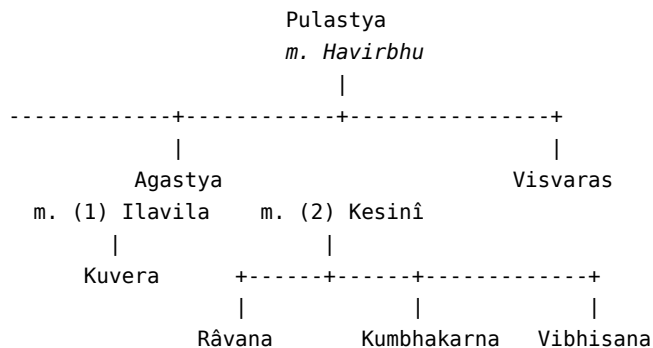 Pulastya
m. Havirbhu
|
-------------+------------+----------------+
| |
Agastya Visvaras
m. (1) Ilavila m. (2) Kesinî
| |
Kuvera +------+------+-------------+
| | |
Râvana Kumbhakarna Vibhisana